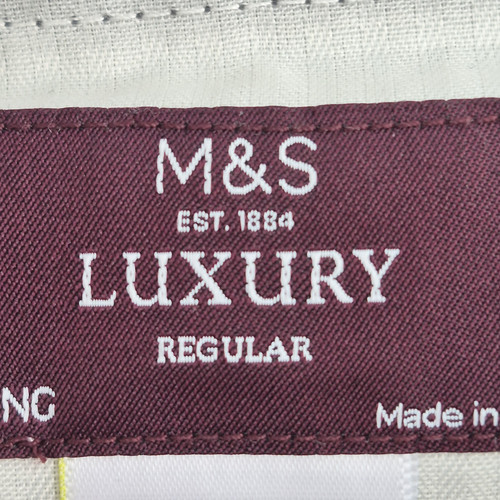 M&S
EST. 1884
LUXURY
REGULAR
NG
Made in